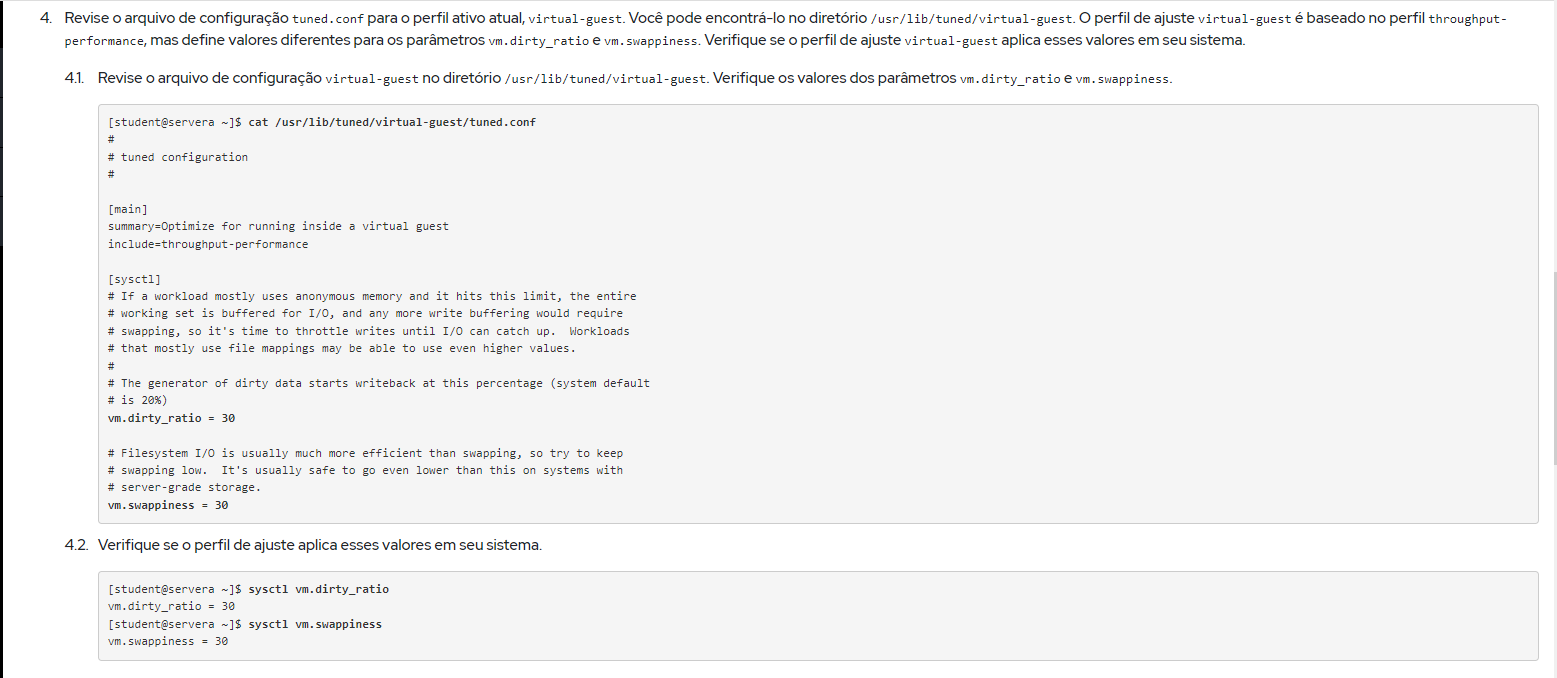 4. Revise o arquivo de configuração tuned.conf para o perfil ativo atual, virtual-guest. Você pode encontrá-lo no diretório /usr/lib/tuned/virtual-guest. O perfil de ajuste virtual-guest é baseado no perfil throughput-
performance, mas define valores diferentes para os parâmetros vm.dirty_ratio e vm.swappiness. Verifique se o perfil de ajuste virtual-guest aplica esses valores em seu sistema.
4.1. Revise o arquivo de configuração virtual-guest no diretório /usr/lib/tuned/virtual-guest. Verifique os valores dos parâmetros vm.dirty_ratio e vm.swappiness.
[student@servera ~]$ cat /usr/lib/tuned/virtual-guest/tuned.conf
#
# tuned configuration
#
[main]
summary=Optimize for running inside a virtual guest
include=throughput-performance
[sysctl]
# If a workload mostly uses anonymous memory and it hits this limit, the entire
# working set is buffered for I/O, and any more write buffering would require
# swapping, so it's time to throttle writes until I/O can catch up.  Workloads
# that mostly use file mappings may be able to use even higher values.
#
# The generator of dirty data starts writeback at this percentage (system default
# is 20%)
vm.dirty_ratio = 30
# Filesystem I/O is usually much more efficient than swapping, so try to keep
# swapping low.  It's usually safe to go even lower than this on systems with
# server-grade storage.
vm.swappiness = 30
4.2. Verifique se o perfil de ajuste aplica esses valores em seu sistema.
[student@servera ~]$ sysctl vm.dirty_ratio
vm.dirty_ratio = 30
[student@servera ~]$ sysctl vm.swappiness
vm.swappiness = 30